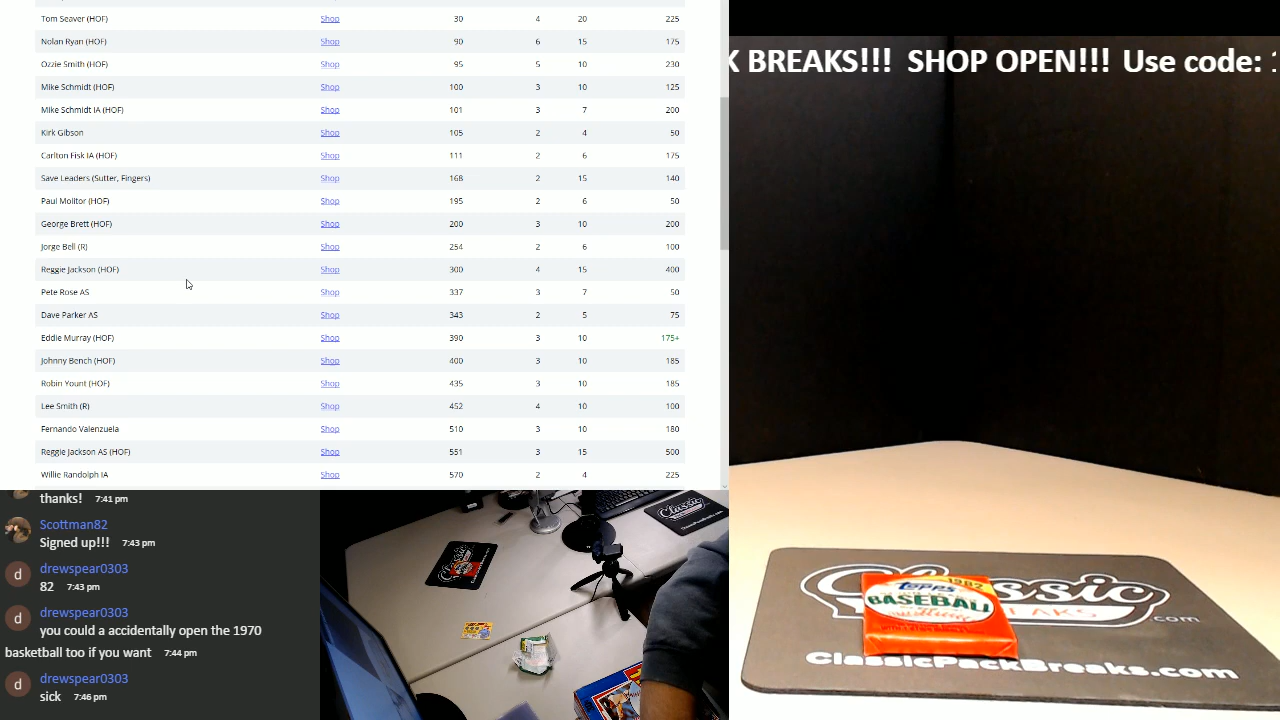 Tom Seaver (HOF) Shop 30 4 20 225
Nolan Ryan (HOF) Shop 90 6 15 175
Ozzie Smith (HOF) Shop 95 5 10 230
Mike Schmidt (HOF) Shop 100 3 10 125
Mike Schmidt IA (HOF) Shop 101 3 7 200
Kirk Gibson Shop 105 2 4 50
Carlton Fisk IA (HOF) Shop 111 2 6 175
Save Leaders (Sutter, Fingers) Shop 168 2 15 140
Paul Molitor (HOF) Shop 195 2 6 50
George Brett (HOF) Shop 200 3 10 200
Jorge Bell (R) Shop 254 2 6 100
Reggie Jackson (HOF) Shop 300 4 15 400
Pete Rose AS Shop 337 3 7 50
Dave Parker AS Shop 343 2 5 75
Eddie Murray (HOF) Shop 390 3 10 175+
Johnny Bench (HOF) Shop 400 3 10 185
Robin Yount (HOF) Shop 435 3 10 185
Lee Smith (R) Shop 452 4 10 100
Fernando Valenzuela Shop 510 3 10 180
Reggie Jackson AS (HOF) Shop 551 3 15 500
Willie Randolph IA Shop 570 2 4 225
K BREAKS!!! SHOP OPEN!!! Use code:
thanks! 7:41 pm
Scottman82
Signed up!!! 7:43 pm
drewspear0303
82 7:43 pm
drewspear0303
you could a accidentally open the 1970
basketball too if you want 7:44 pm
drewspear0303
sick 7:46 pm
Classic
topps 1982
BASEBALL
Classic
EAKS
.com
ClassicPackBreaks.com